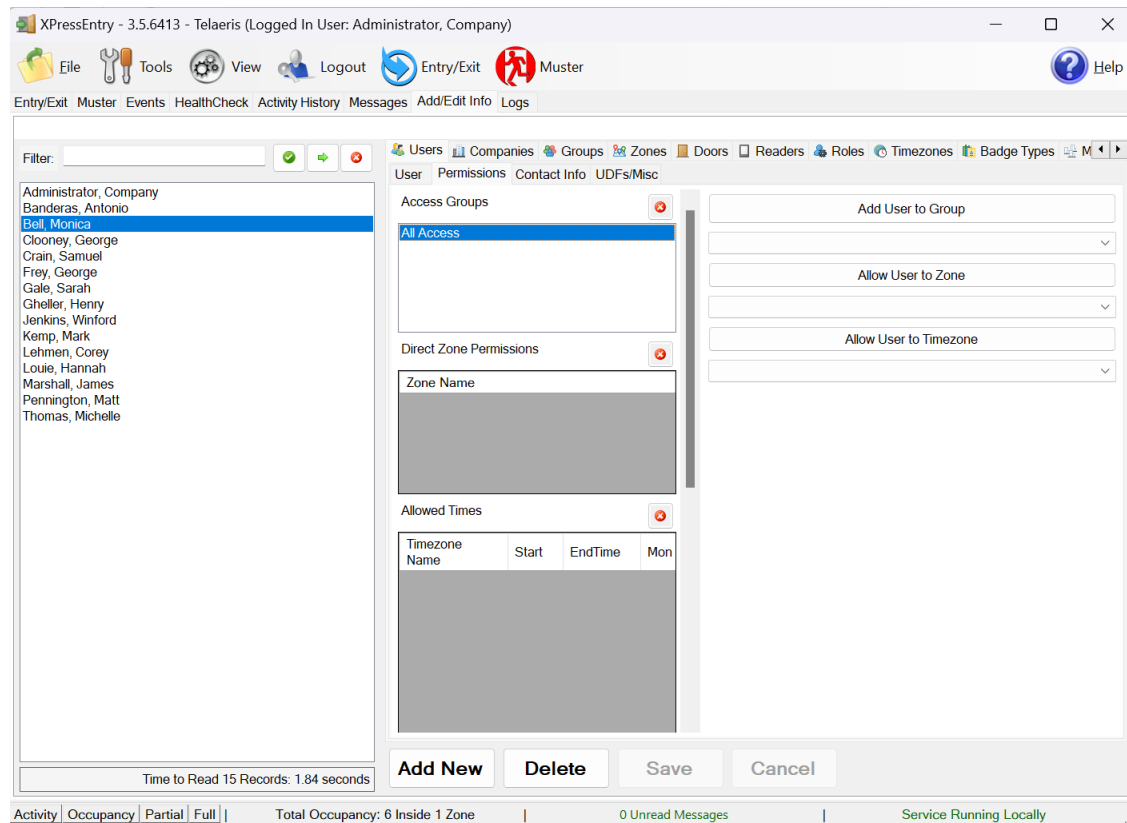 XPressEntry - 3.5.6413 - Telaeris (Logged In User: Administrator, Company)
File Tools View Logout Entry/Exit Muster Help
Entry/Exit Muster Events HealthCheck Activity History Messages Add/Edit Info Logs
Filter:
Administrator, Company
Banderas, Antonio
Bell, Monica
Clooney, George
Crain, Samuel
Frey, George
Gale, Sarah
Gheller, Henry
Jenkins, Winford
Kemp, Mark
Lehmen, Corey
Louie, Hannah
Marshall, James
Pennington, Matt
Thomas, Michelle
Time to Read 15 Records: 1.84 seconds
Users Companies Groups Zones Doors Readers Roles Timezones Badge Types M
User Permissions Contact Info UDFs/Misc
Access Groups
All Access
Direct Zone Permissions
Zone Name
Allowed Times
Timezone Name Start EndTime Mon
Add User to Group
Allow User to Zone
Allow User to Timezone
Add New Delete Save Cancel
Activity Occupancy Partial Full | Total Occupancy: 6 Inside 1 Zone | 0 Unread Messages | Service Running Locally